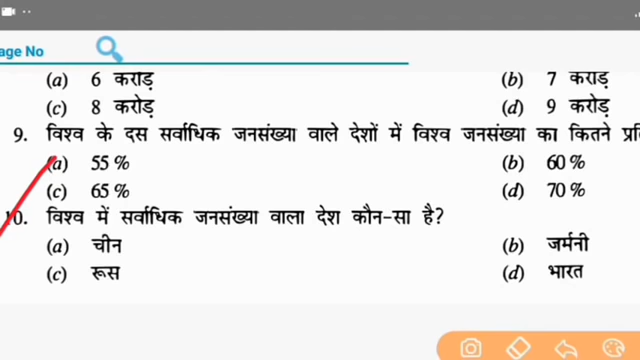 age No
(a) 6 करोड़ (b) 7 करोड़
(c) 8 करोड़ (d) 9 करोड़
9. विश्व के दस सर्वाधिक जनसंख्या वाले देशों में विश्व जनसंख्या का कितने प्रति
(a) 55 % (b) 60 %
(c) 65 % (d) 70 %
10. विश्व में सर्वाधिक जनसंख्या वाला देश कौन-सा है?
(a) चीन (b) जर्मनी
(c) रूस (d) भारत